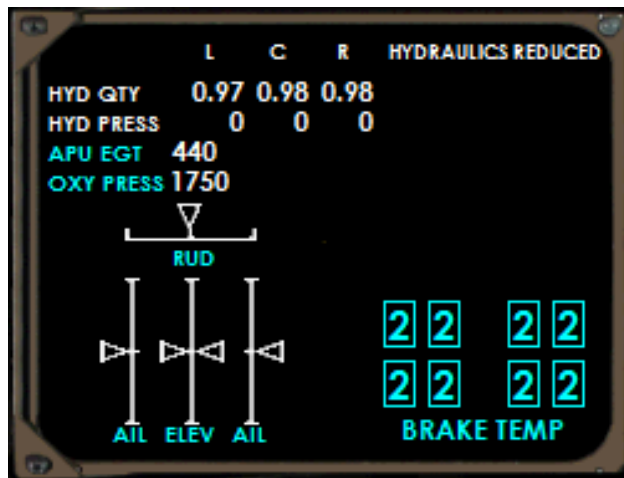 L C R HYDRAULICS REDUCED
HYD QTY 0.97 0.98 0.98
HYD PRESS 0 0 0
APU EGT 440
OXY PRESS 1750
RUD
2 2 2 2
2 2 2 2
AIL ELEV AIL BRAKE TEMP